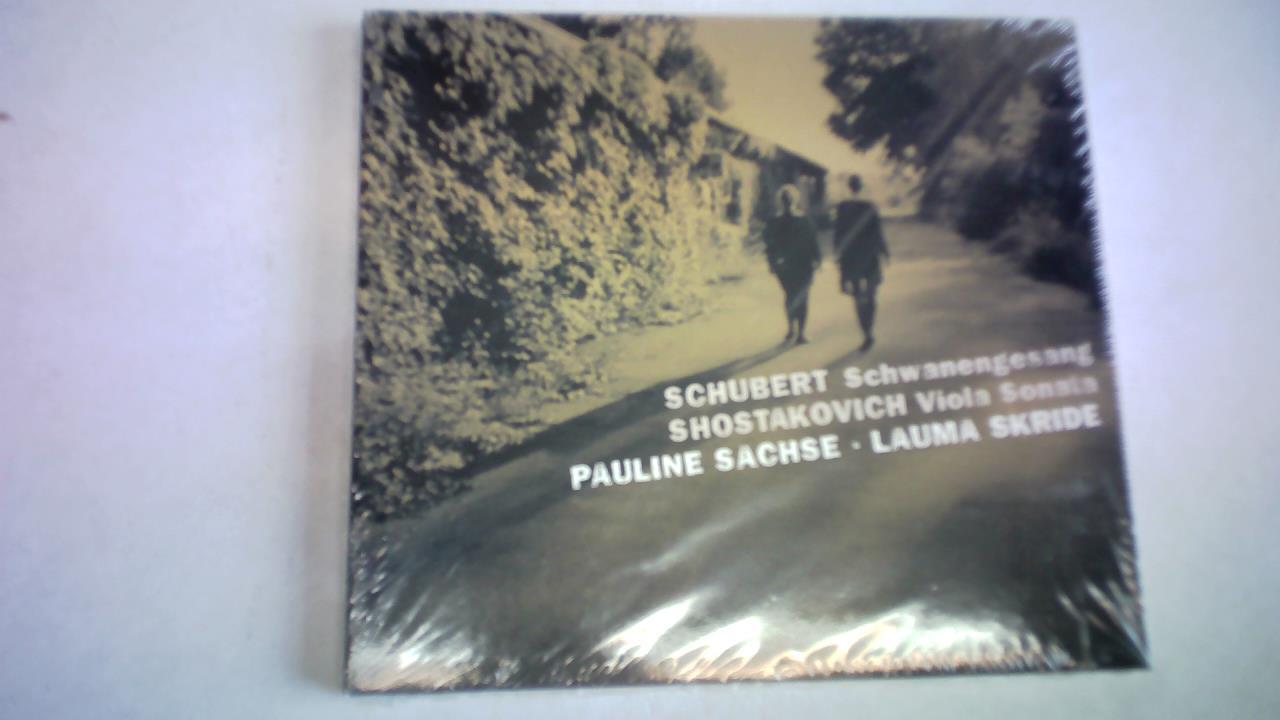 SCHUBERT Schwanengesang
SHOSTAKOVICH Viola Sonata
PAULINE SACHSE · LAUMA SKRIDE